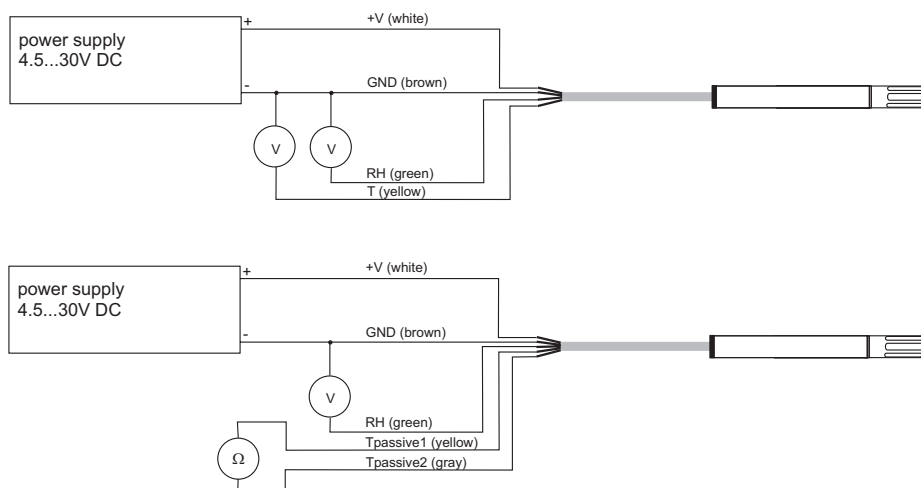 +V (white)
+
power supply
4.5...30V DC
-
GND (brown)
V
V
RH (green)
T (yellow)
+V (white)
+
power supply
4.5...30V DC
-
GND (brown)
V
RH (green)
Tpassive1 (yellow)
Ω
Tpassive2 (gray)